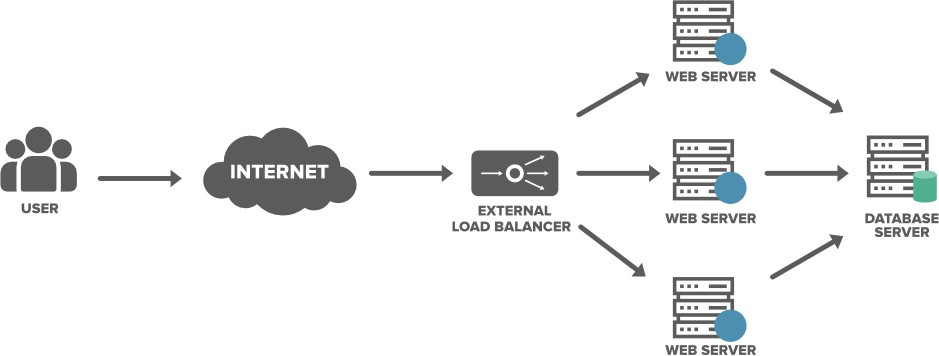 USER
INTERNET
EXTERNAL
LOAD BALANCER
WEB SERVER
WEB SERVER
WEB SERVER
DATABASE
SERVER